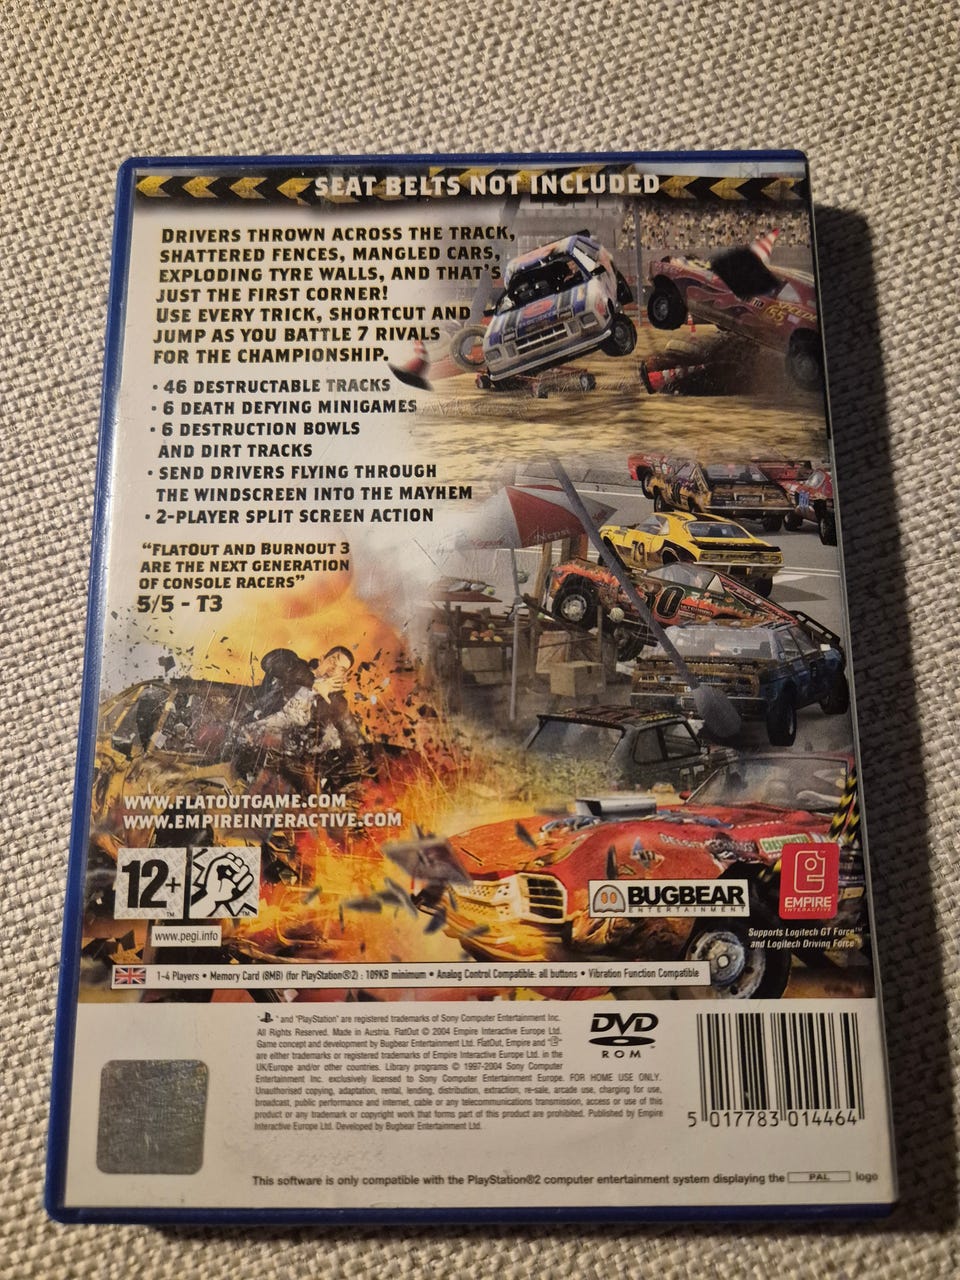 SEAT BELTS NOT INCLUDED
DRIVERS THROWN ACROSS THE TRACK,
SHATTERED FENCES, MANGLED CARS,
EXPLODING TYRE WALLS, AND THAT'S
JUST THE FIRST CORNER!
USE EVERY TRICK, SHORTCUT AND
JUMP AS YOU BATTLE 7 RIVALS
FOR THE CHAMPIONSHIP.
• 46 DESTRUCTABLE TRACKS
• 6 DEATH DEFYING MINIGAMES
• 6 DESTRUCTION BOWLS
AND DIRT TRACKS
• SEND DRIVERS FLYING THROUGH
THE WINDSCREEN INTO THE MAYHEM
• 2-PLAYER SPLIT SCREEN ACTION
79
"FLATOUT AND BURNOUT 3
ARE THE NEXT GENERATION
OF CONSOLE RACERS"
5/5 - T3
WWW.FLATOUTGAME.COM
WWW.EMPIREINTERACTIVE.COM
12+
www.pegi.info
BUGBEAR
ENTERTAINMENT
EMPIRE
INTERACTIVE
Supports Logitech GT Force™
and Logitech Driving Force™
1-4 Players • Memory Card (8MB) (for PlayStation®2) : 109KB minimum • Analog Control Compatible: all buttons • Vibration Function Compatible
" and "PlayStation" are registered trademarks of Sony Computer Entertainment Inc.
All Rights Reserved. Made in Austria. FlatOut © 2004 Empire Interactive Europe Ltd.
Game concept and development by Bugbear Entertainment Ltd. FlatOut, Empire and "
are either trademarks or registered trademarks of Empire Interactive Europe Ltd. in the
UK/Europe and/or other countries. Library programs © 1997-2004 Sony Computer
Entertainment Inc. exclusively licensed to Sony Computer Entertainment Europe. FOR HOME USE ONLY.
Unauthorised copying, adaptation, rental, lending, distribution, extraction, re-sale, arcade use, charging for use,
broadcast, public performance and internet, cable or any telecommunications transmission, access or use of this
product or any trademark or copyright work that forms part of this product are prohibited. Published by Empire
Interactive Europe Ltd. Developed by Bugbear Entertainment Ltd.
DVD
ROM
5 017783 014464
This software is only compatible with the PlayStation®2 computer entertainment system displaying the PAL logo